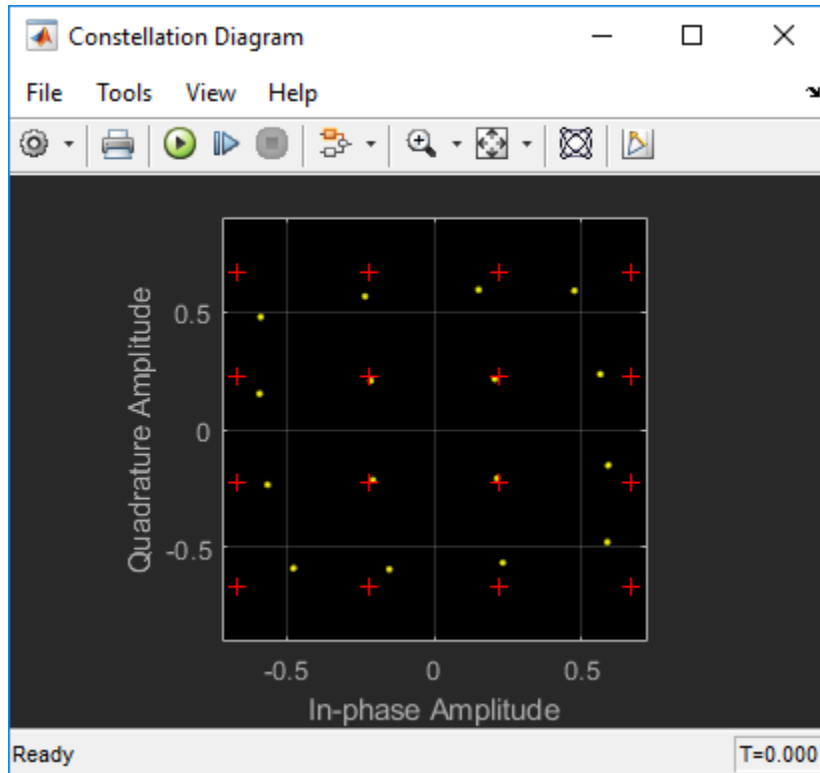 Constellation Diagram
File Tools View Help
Quadrature Amplitude
0.5
0
-0.5
-0.5 0 0.5
In-phase Amplitude
Ready T=0.000